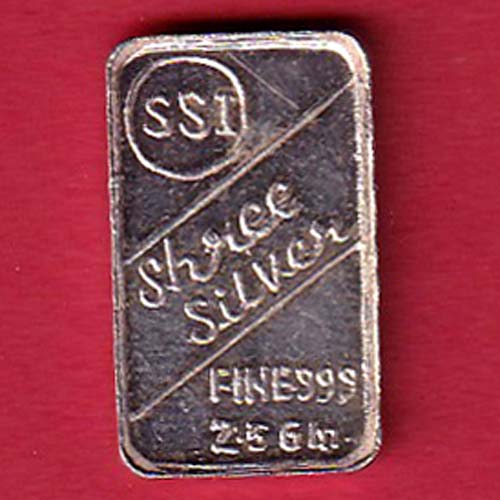 SSI
Shree
Silver
FINE999
2.5 Gm.